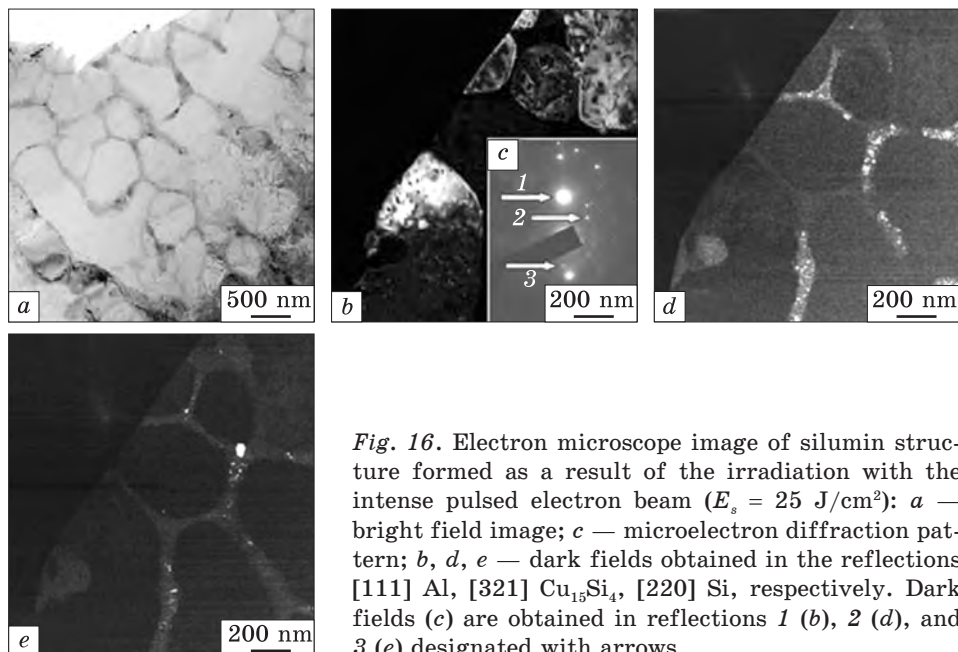 a
500 nm
b
c
1
2
3
200 nm
d
200 nm
e
200 nm
Fig. 16. Electron microscope image of silumin struc-
ture formed as a result of the irradiation with the
intense pulsed electron beam (Eₛ = 25 J/cm²): a —
bright field image; c — microelectron diffraction pat-
tern; b, d, e — dark fields obtained in the reflections
[111] Al, [321] Cu₁₅Si₄, [220] Si, respectively. Dark
fields (c) are obtained in reflections 1 (b), 2 (d), and
3 (e) designated with arrows